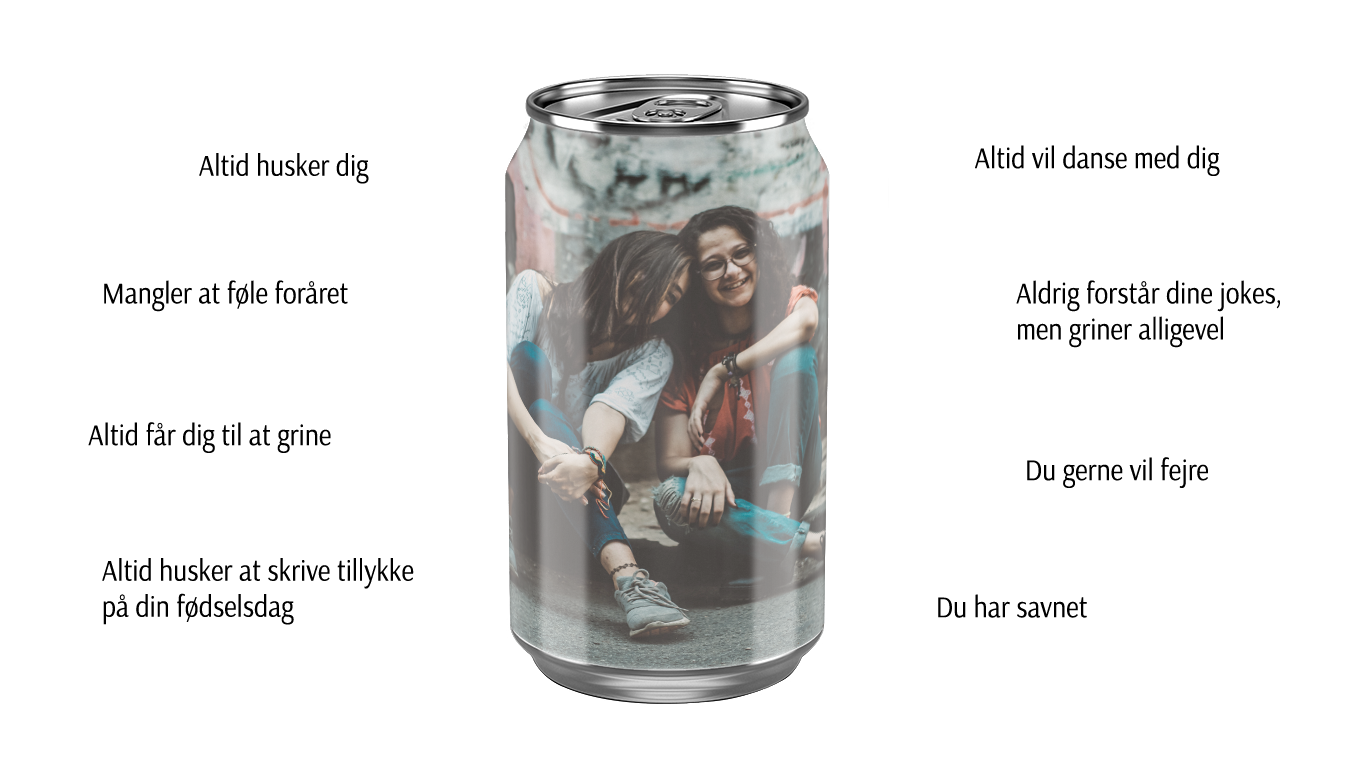 Altid husker dig
Mangler at føle foråret
Altid får dig til at grine
Altid husker at skrive tillykke
på din fødselsdag
Altid vil danse med dig
Aldrig forstår dine jokes,
men griner alligevel
Du gerne vil fejre
Du har savnet